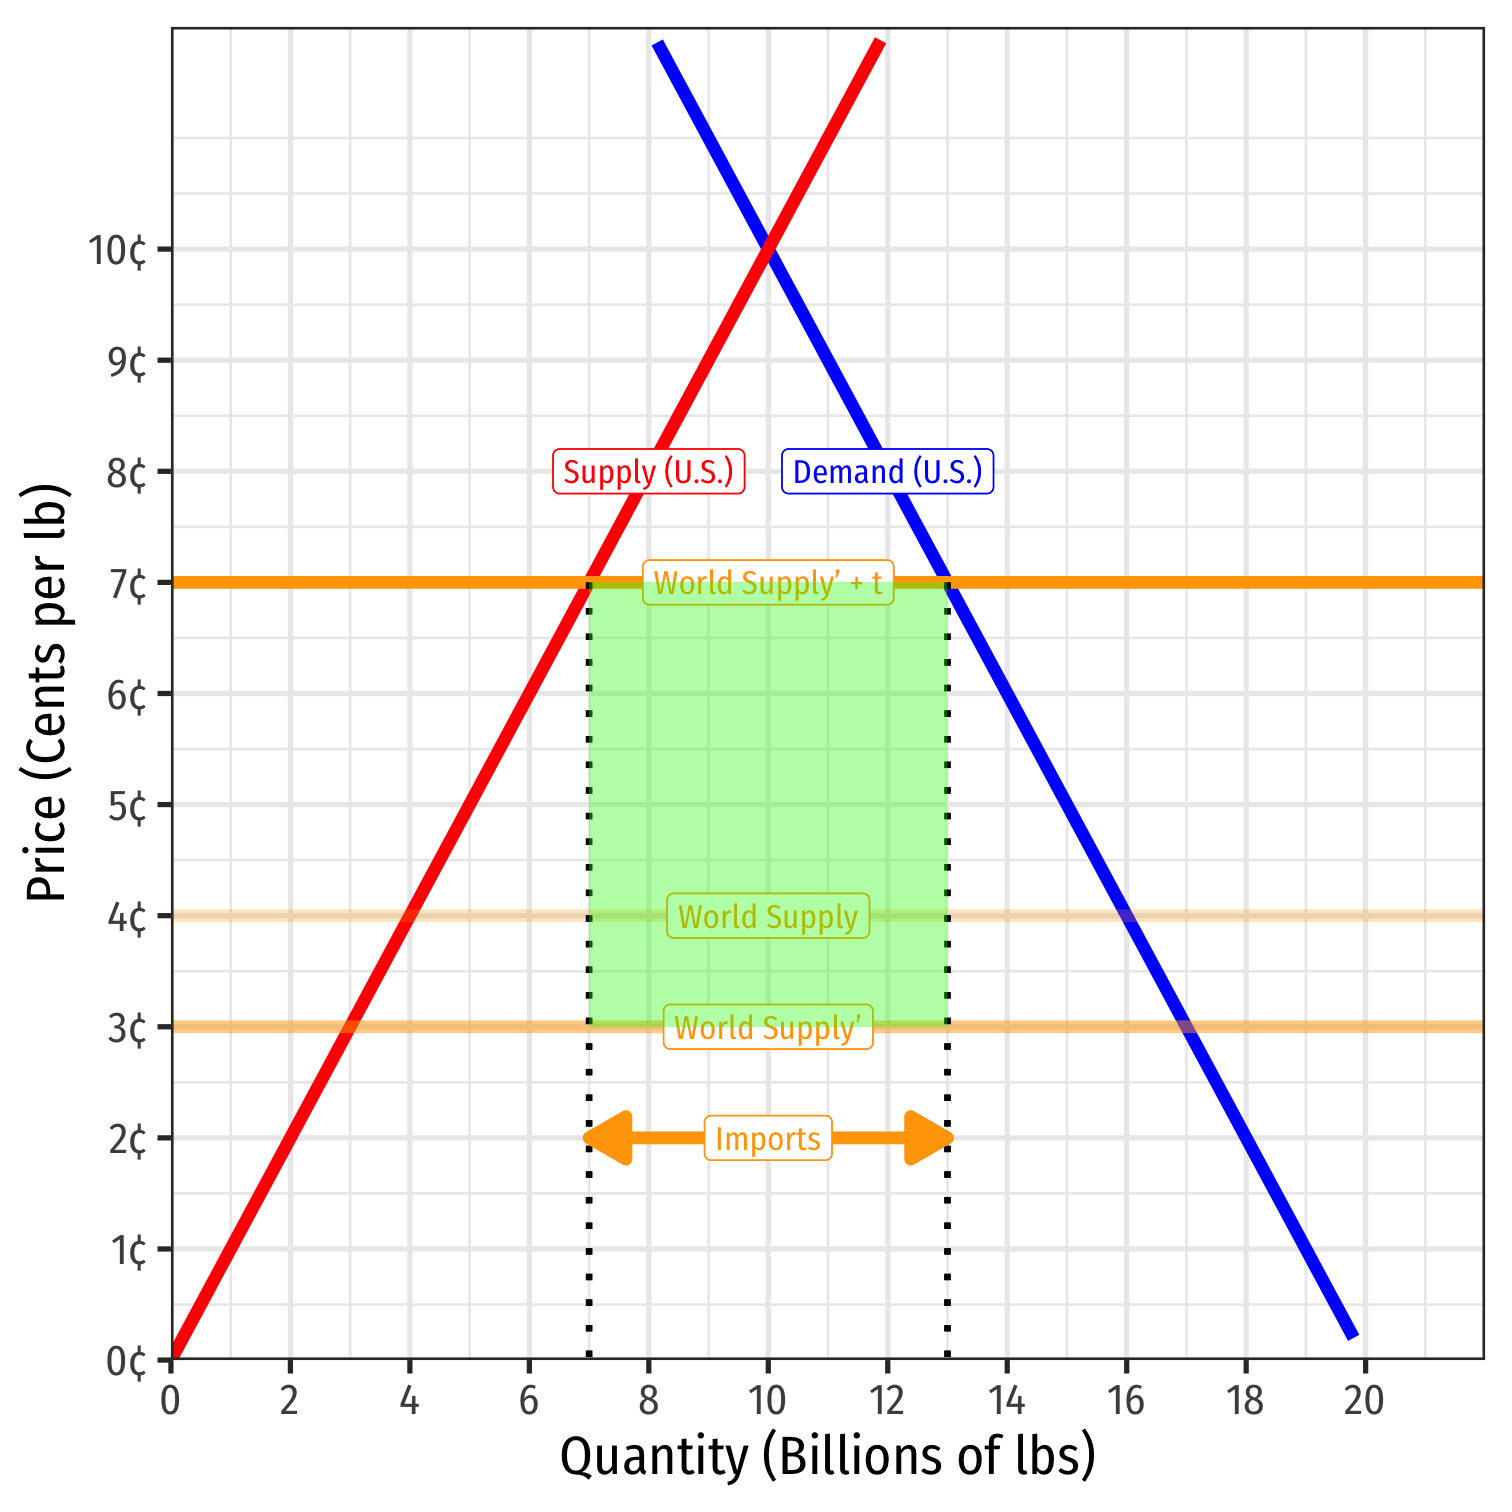 10¢
9¢
8¢
7¢
6¢
5¢
4¢
3¢
2¢
1¢
0¢
Price (Cents per lb)
Supply (U.S.)
Demand (U.S.)
World Supply’ + t
World Supply
World Supply’
Imports
0 2 4 6 8 10 12 14 16 18 20
Quantity (Billions of lbs)